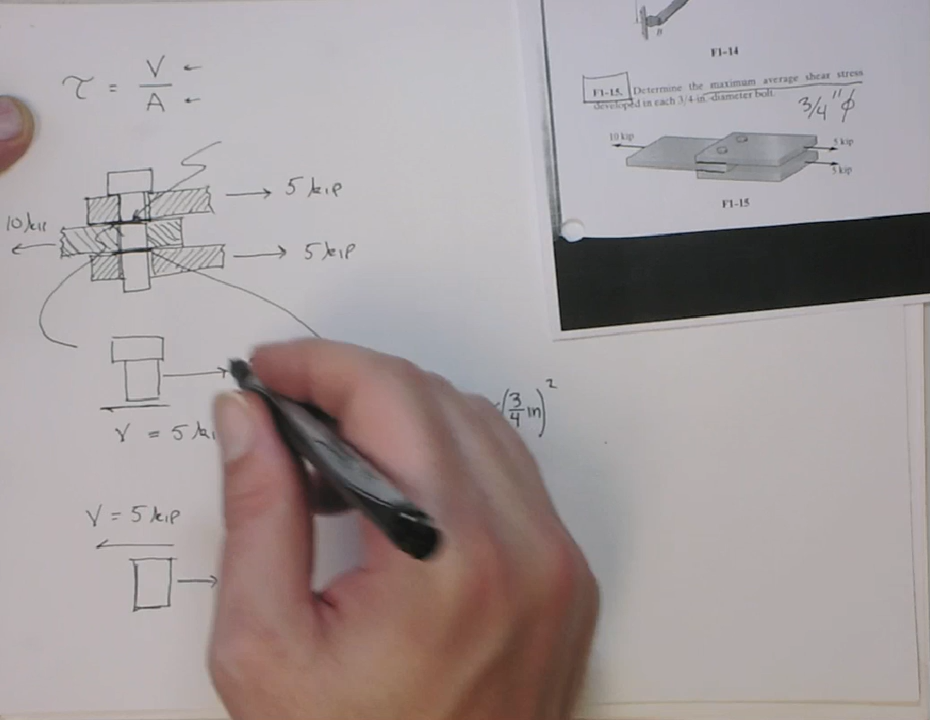 τ = V / A
5 kip
10 kip
5 kip
V = 5 ki
(3/4 in)²
V = 5 kip
B
F1-14
F1-15. Determine the maximum average shear stress
developed in each 3/4-in.-diameter bolt.
3/4" ϕ
10 kip
5 kip
5 kip
F1-15